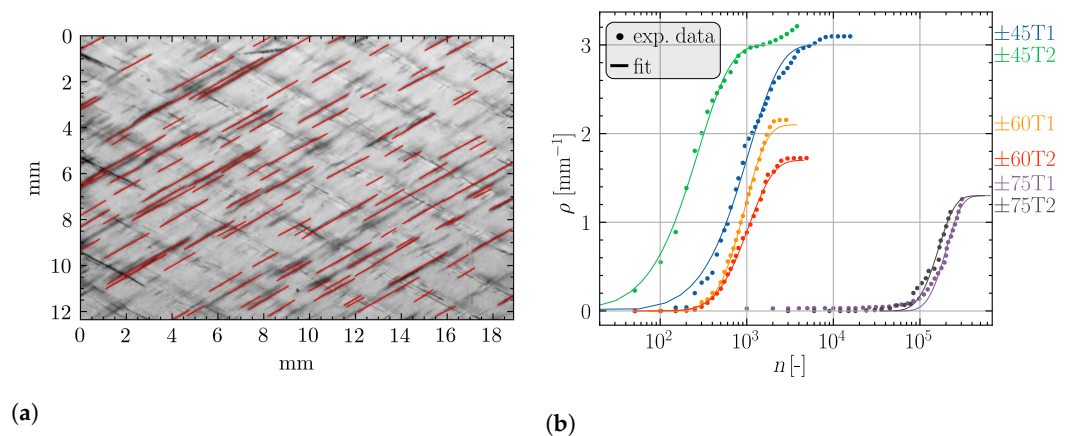 0
2
4
6
8
10
12
mm
0 2 4 6 8 10 12 14 16 18
mm
(a)
exp. data
fit
3
2
1
0
ρ [mm⁻¹]
10² 10³ 10⁴ 10⁵
n [-]
±45T1
±45T2
±60T1
±60T2
±75T1
±75T2
(b)